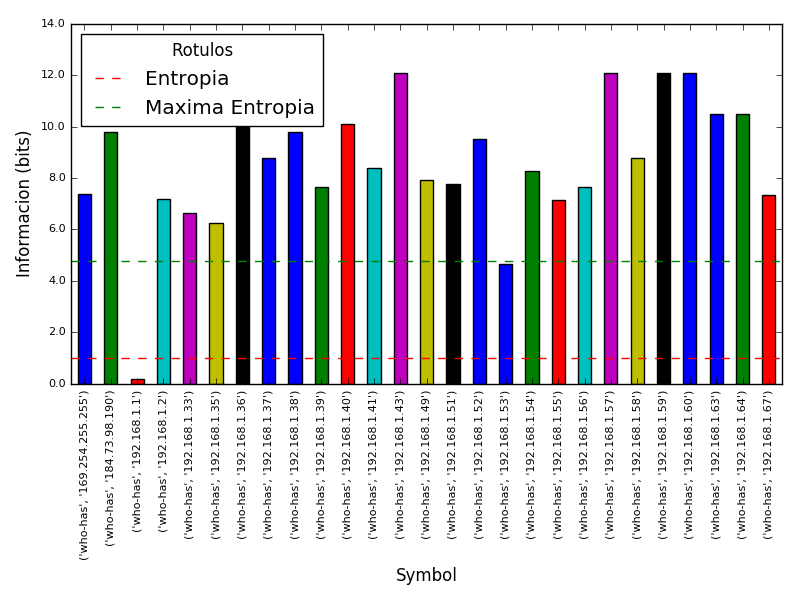 14.0
12.0
10.0
8.0
6.0
4.0
2.0
0.0
Informacion (bits)
Rotulos
Entropia
Maxima Entropia
('who-has', '169.254.255.255')
('who-has', '184.73.98.190')
('who-has', '192.168.1.1')
('who-has', '192.168.1.2')
('who-has', '192.168.1.33')
('who-has', '192.168.1.35')
('who-has', '192.168.1.36')
('who-has', '192.168.1.37')
('who-has', '192.168.1.38')
('who-has', '192.168.1.39')
('who-has', '192.168.1.40')
('who-has', '192.168.1.41')
('who-has', '192.168.1.43')
('who-has', '192.168.1.49')
('who-has', '192.168.1.51')
('who-has', '192.168.1.52')
('who-has', '192.168.1.53')
('who-has', '192.168.1.54')
('who-has', '192.168.1.55')
('who-has', '192.168.1.56')
('who-has', '192.168.1.57')
('who-has', '192.168.1.58')
('who-has', '192.168.1.59')
('who-has', '192.168.1.60')
('who-has', '192.168.1.63')
('who-has', '192.168.1.64')
('who-has', '192.168.1.67')
Symbol